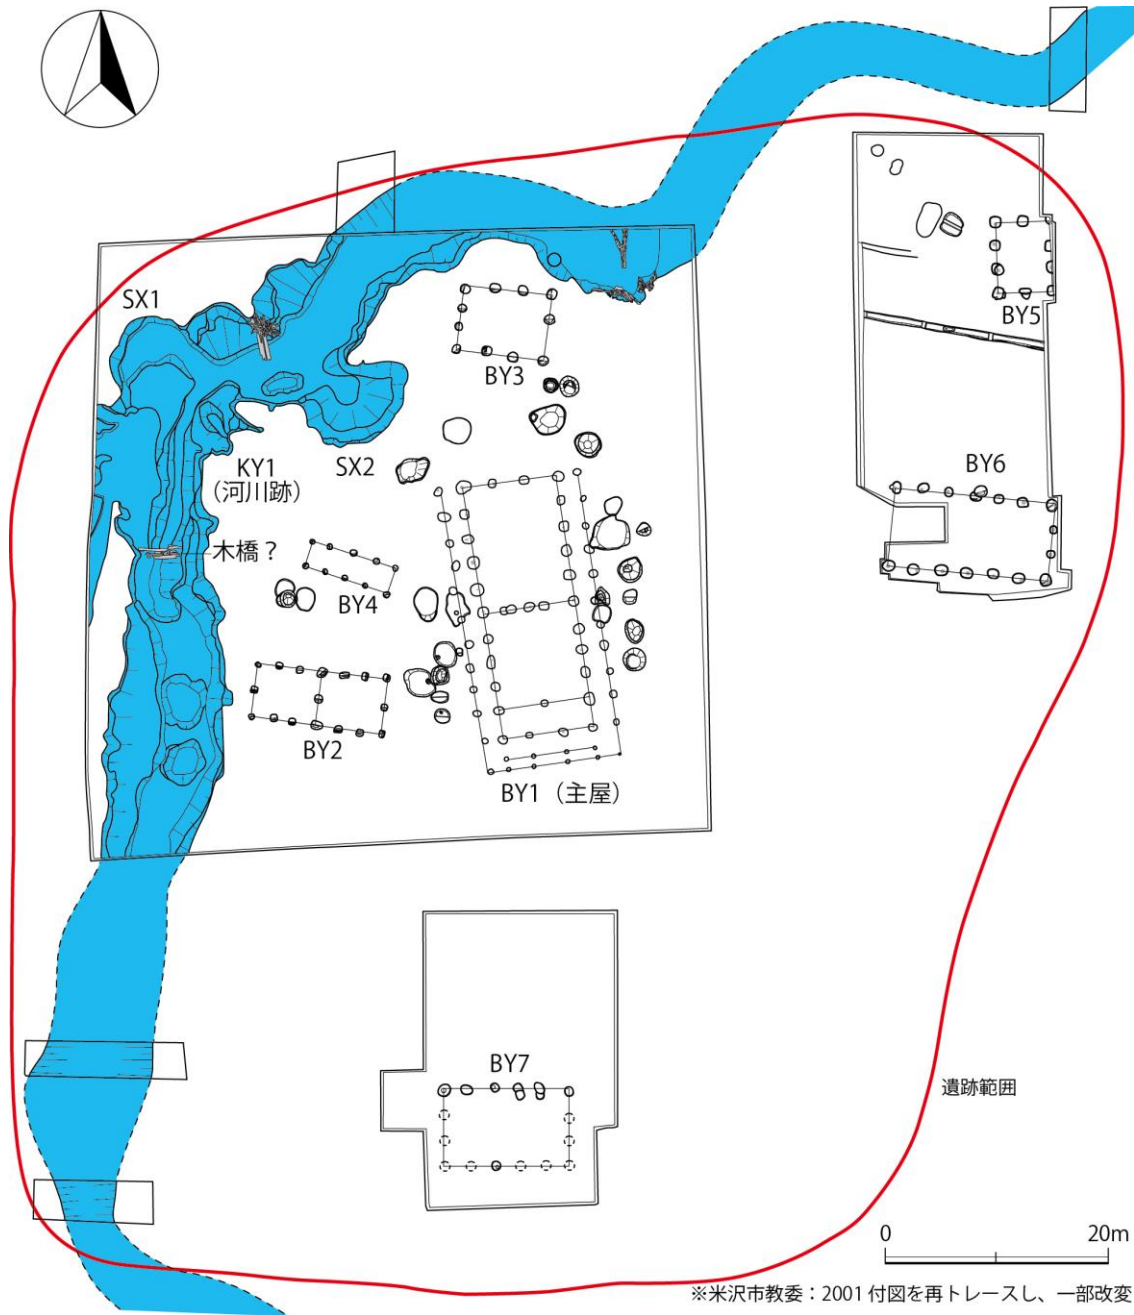 SX1
BY5
BY3
BY6
KY1
(河川跡)
SX2
木橋？
BY4
BY2
BY1（主屋）
BY7
遺跡範囲
0 20m
※米沢市教委：2001 付図を再トレースし、一部改変